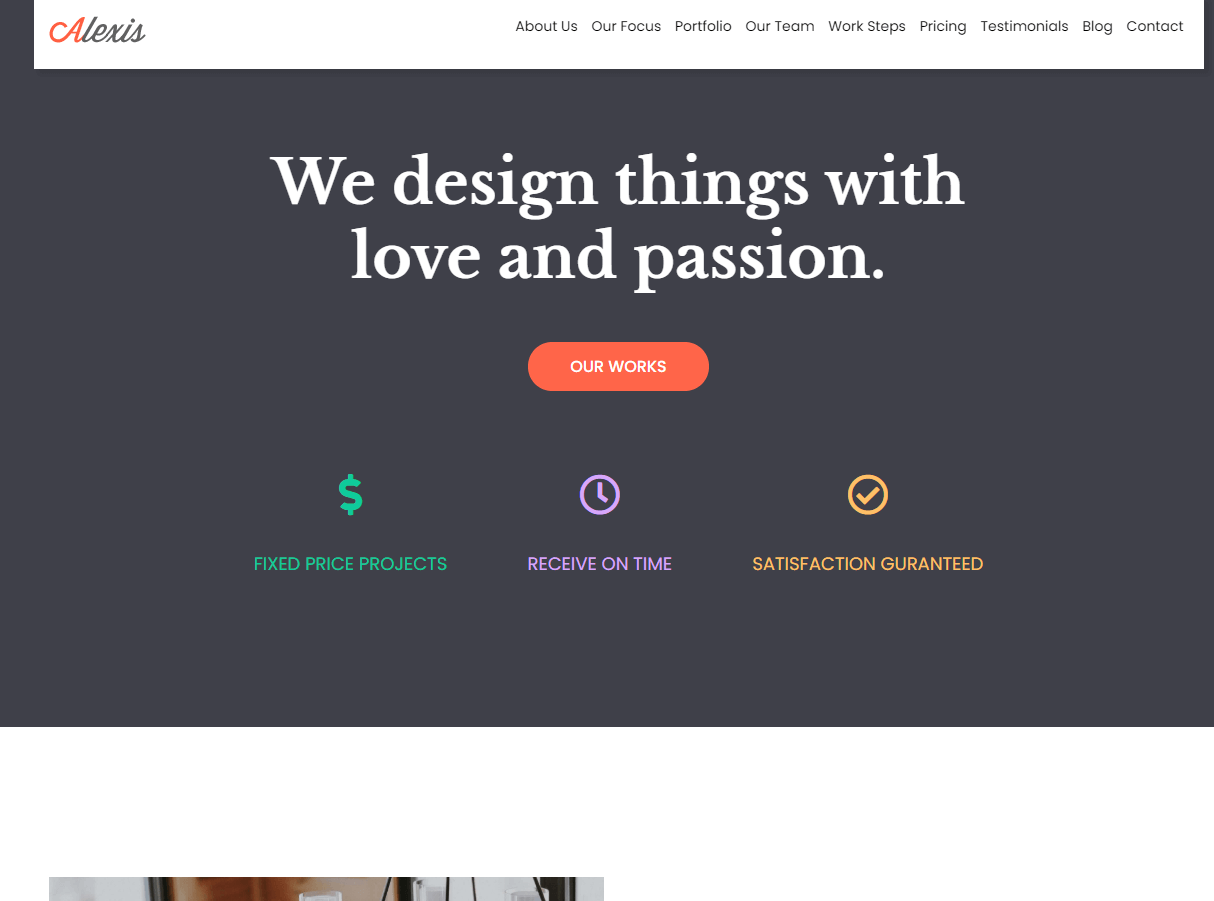 Alexis
About Us Our Focus Portfolio Our Team Work Steps Pricing Testimonials Blog Contact
We design things with
love and passion.
OUR WORKS
FIXED PRICE PROJECTS
RECEIVE ON TIME
SATISFACTION GURANTEED